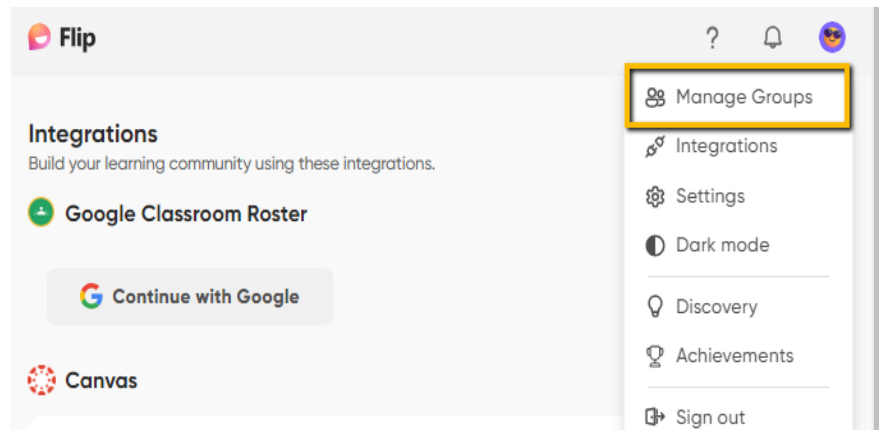 Flip
?
Integrations
Build your learning community using these integrations.
Google Classroom Roster
Continue with Google
Canvas
Manage Groups
Integrations
Settings
Dark mode
Discovery
Achievements
Sign out